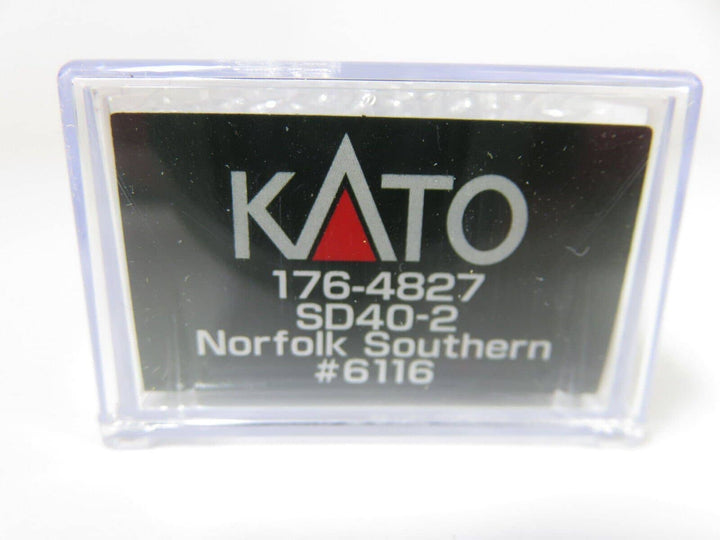 KATO
176-4827
SD40-2
Norfolk Southern
#6116